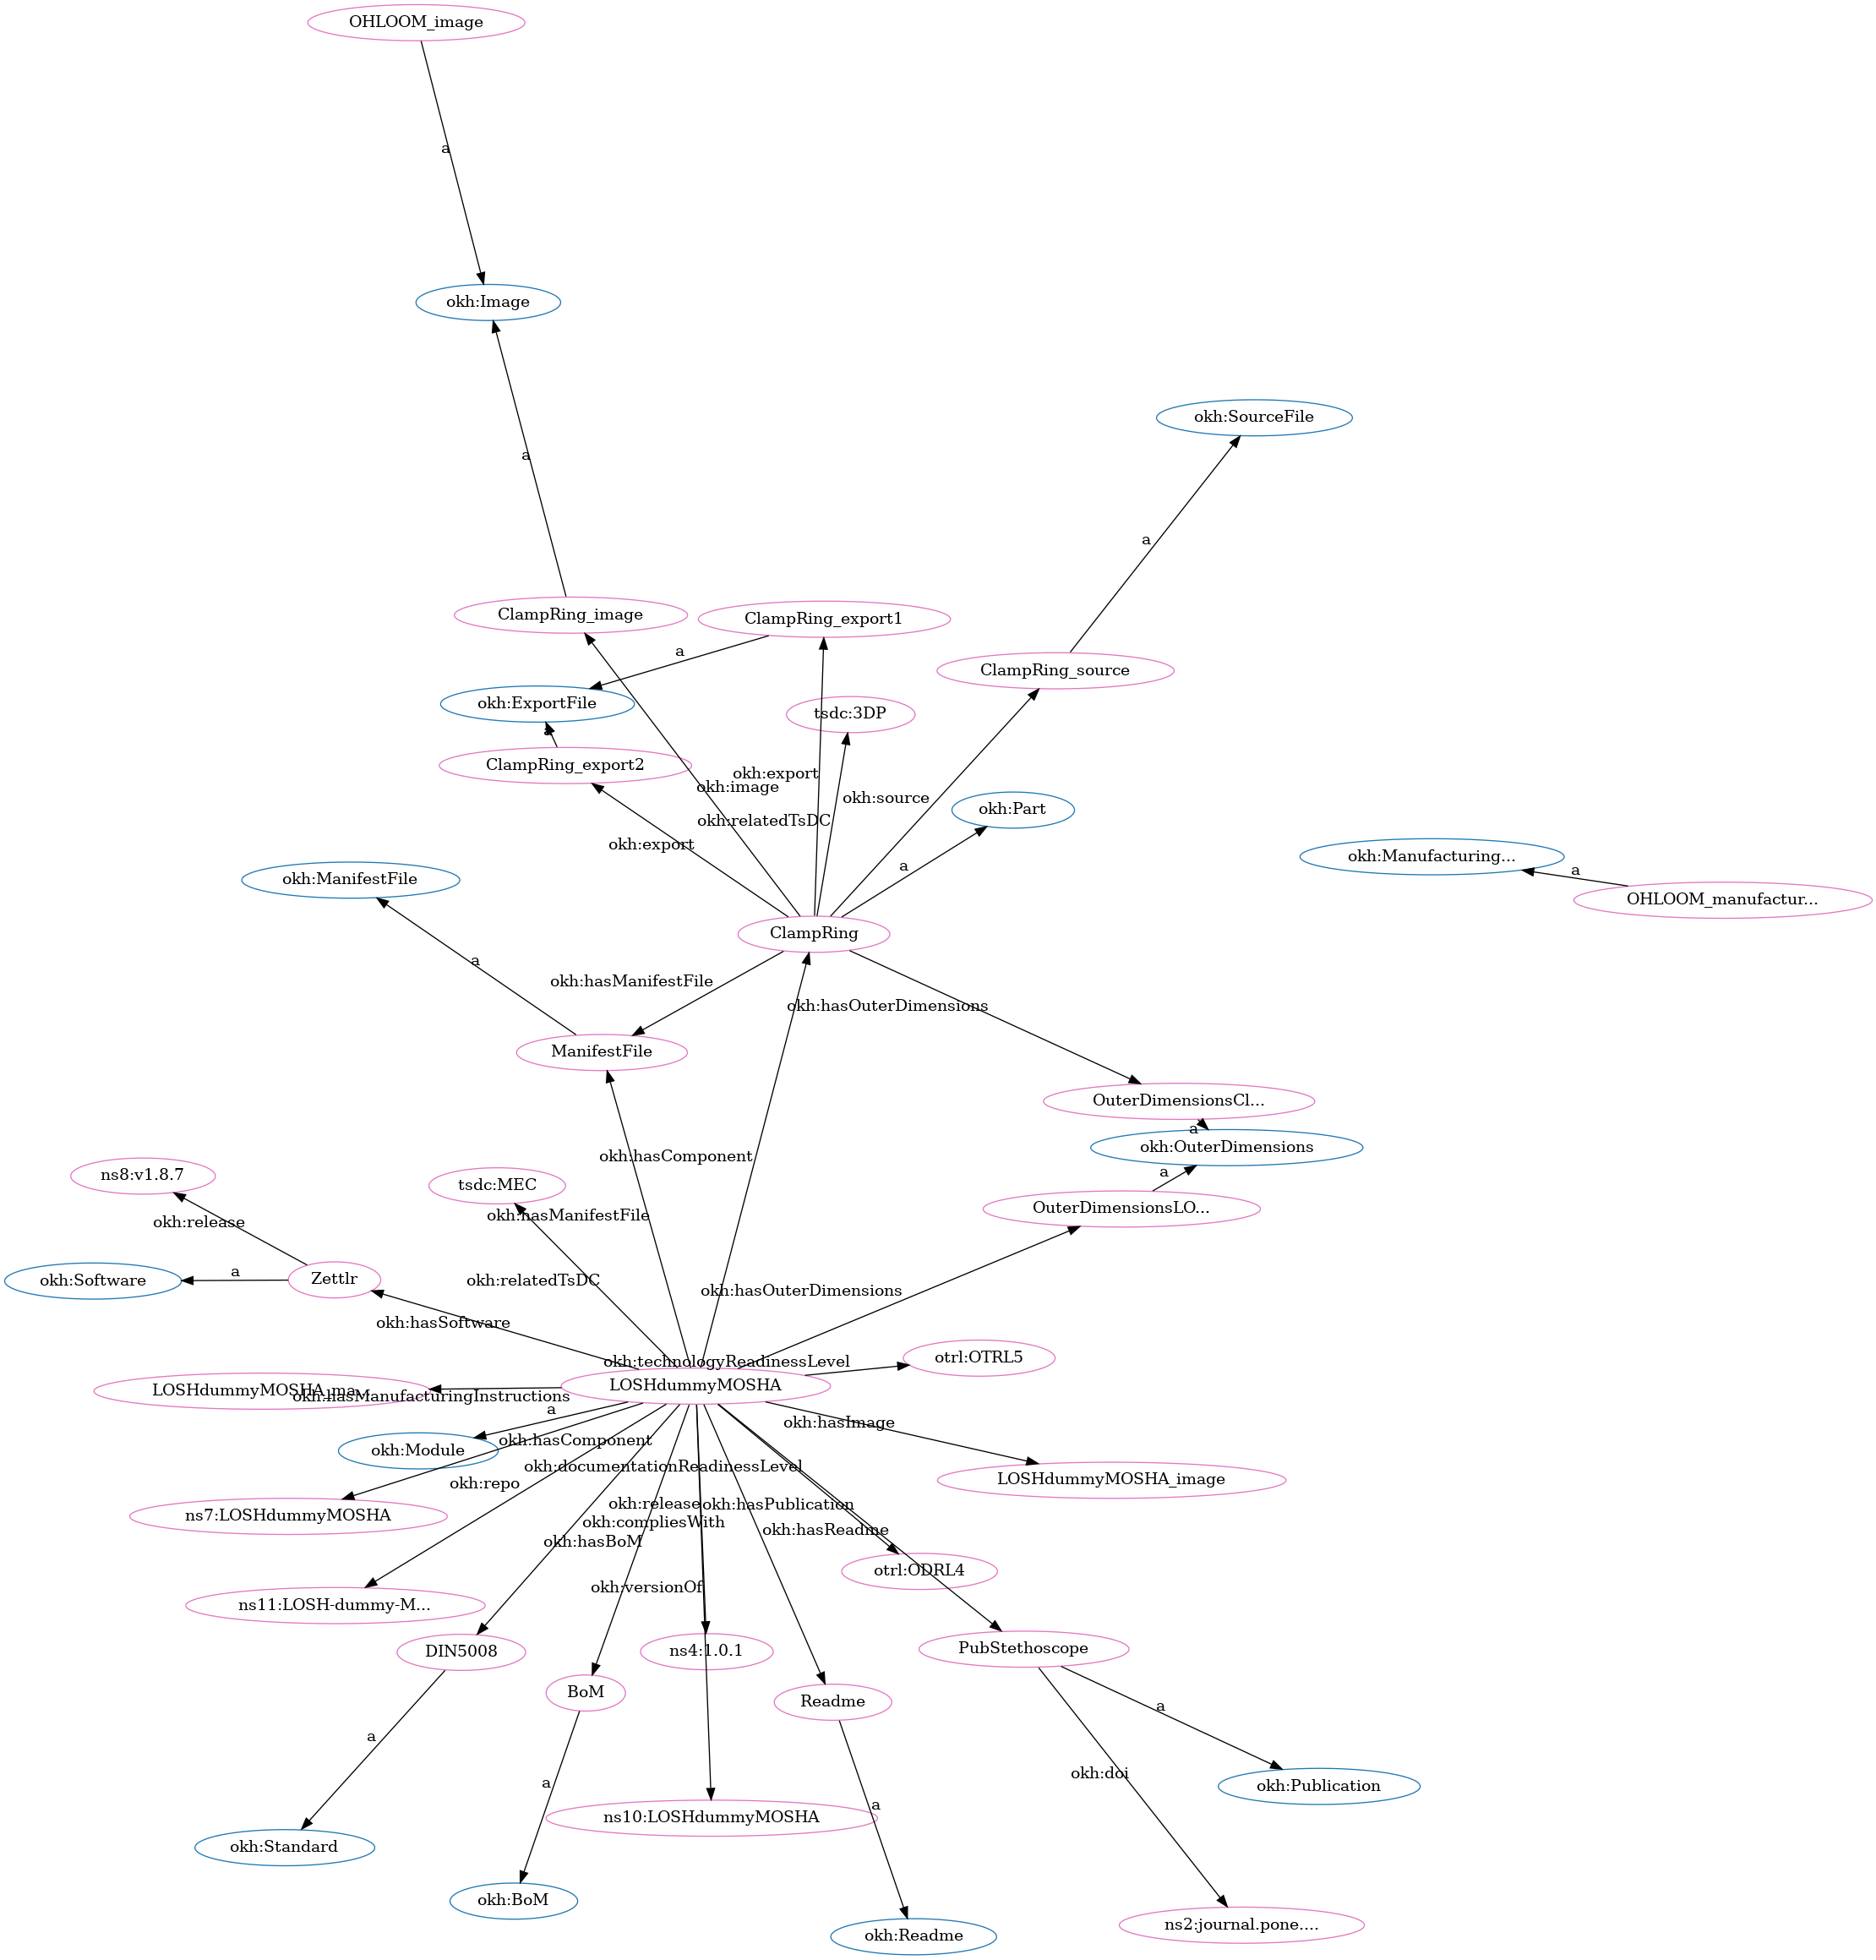 OHLOOM_image
a
okh:Image
okh:SourceFile
a
a
ClampRing_image
ClampRing_export1
a
ClampRing_source
okh:ExportFile
tsdc:3DP
a
ClampRing_export2
okh:export
okh:image
okh:source
okh:Part
okh:relatedTsDC
okh:export
okh:Manufacturing...
a
a
okh:ManifestFile
OHLOOM_manufactur...
ClampRing
a
okh:hasManifestFile
okh:hasOuterDimensions
ManifestFile
OuterDimensionsCl...
a
okh:OuterDimensions
okh:hasComponent
a
ns8:v1.8.7
tsdc:MEC
OuterDimensionsLO...
okh:hasManifestFile
okh:release
a
okh:Software
Zettlr
okh:relatedTsDC
okh:hasOuterDimensions
okh:hasSoftware
okh:technologyReadinessLevel
otrl:OTRL5
LOSHdummyMOSHA
LOSHdummyMOSHA_ma...
okh:hasManufacturingInstructions
a
okh:hasImage
okh:hasComponent
okh:Module
okh:documentationReadinessLevel
okh:repo
LOSHdummyMOSHA_image
okh:release
okh:hasPublication
ns7:LOSHdummyMOSHA
okh:compliesWith
okh:hasReadme
okh:hasBoM
otrl:ODRL4
okh:versionOf
ns11:LOSH-dummy-M...
DIN5008
ns4:1.0.1
PubStethoscope
BoM
Readme
a
a
okh:doi
a
okh:Publication
a
ns10:LOSHdummyMOSHA
okh:Standard
okh:BoM
ns2:journal.pone....
okh:Readme